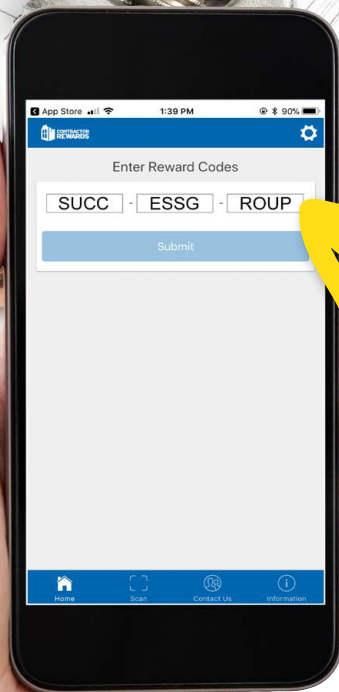 App Store 1:39 PM 90%
CONTRACTOR REWARDS
Enter Reward Codes
SUCC - ESSG - ROUP
Submit
Home Scan Contact Us Information